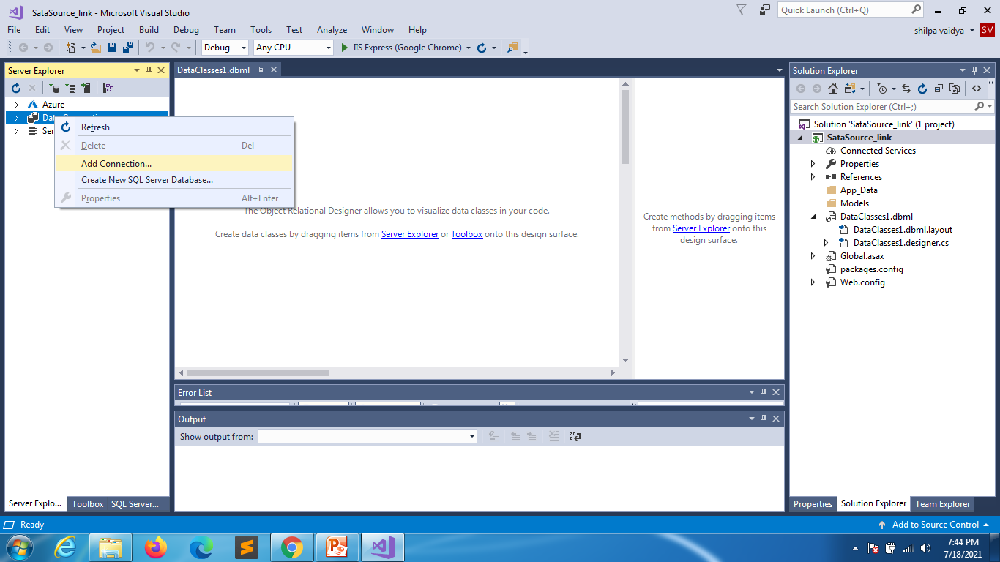 SataSource_link - Microsoft Visual Studio
Quick Launch (Ctrl+Q)
File Edit View Project Build Debug Team Tools Test Analyze Window Help
shilpa vaidya SV
Debug Any CPU IIS Express (Google Chrome)
Server Explorer
Azure
Refresh
Delete Del
Add Connection...
Create New SQL Server Database...
Properties Alt+Enter
DataClasses1.dbml
The Object Relational Designer allows you to visualize data classes in your code.
Create data classes by dragging items from Server Explorer or Toolbox onto this design surface.
Create methods by dragging items
from Server Explorer onto this
design surface.
Error List
Output
Show output from:
Solution Explorer
Search Solution Explorer (Ctrl+;)
Solution 'SataSource_link' (1 project)
SataSource_link
Connected Services
Properties
References
App_Data
Models
DataClasses1.dbml
DataClasses1.dbml.layout
DataClasses1.designer.cs
Global.asax
packages.config
Web.config
Server Explo... Toolbox SQL Server...
Properties Solution Explorer Team Explorer
Ready
Add to Source Control
7:44 PM
7/18/2021